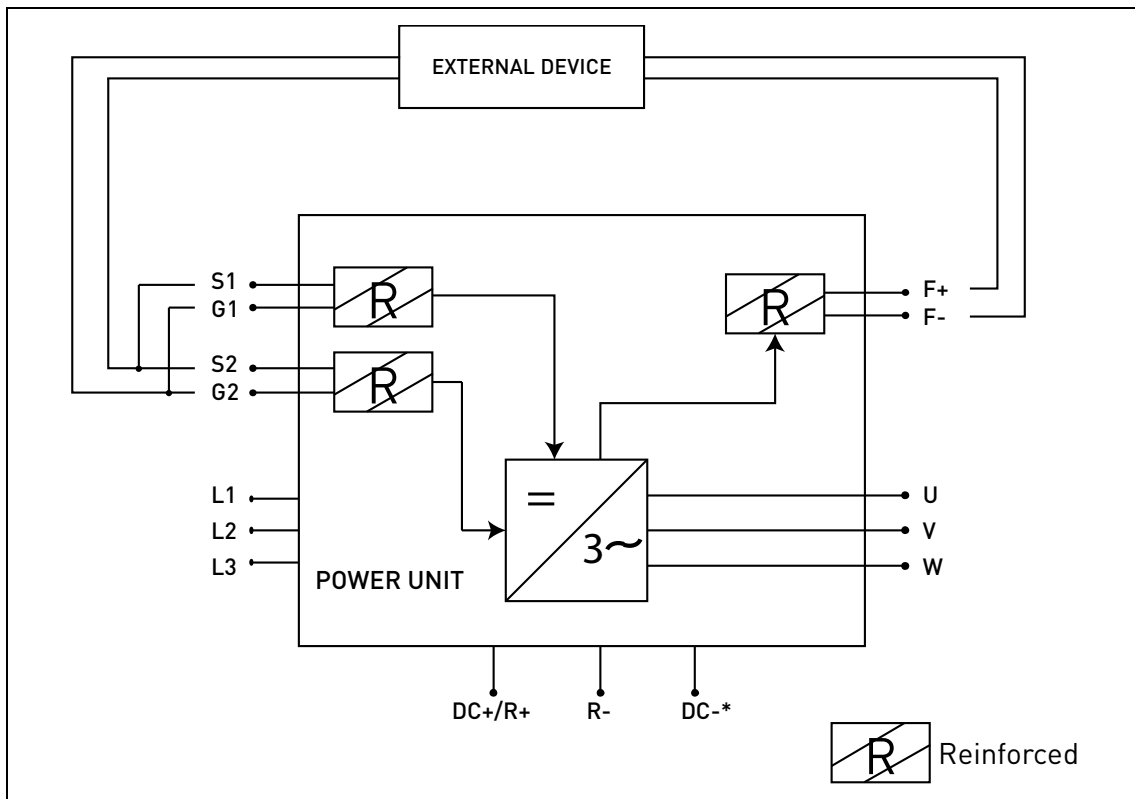 EXTERNAL DEVICE
S1
G1
S2
G2
R
R
R
F+
F-
=
3~
L1
L2
L3
U
V
W
POWER UNIT
DC+/R+
R-
DC-*
R Reinforced